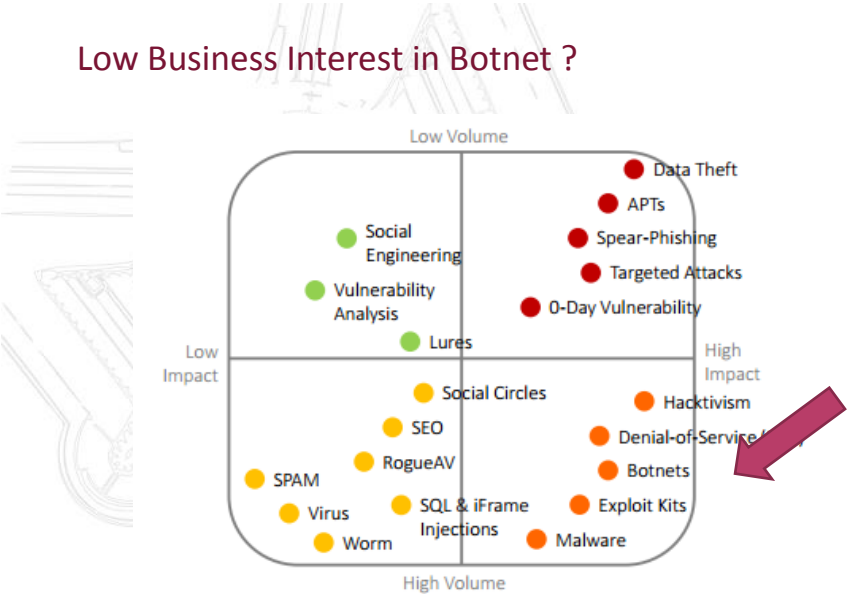 Low Business Interest in Botnet ?
Low Volume
Data Theft
APTs
Social
Engineering
Spear-Phishing
Targeted Attacks
Vulnerability
Analysis
0-Day Vulnerability
Lures
Low
Impact
High
Impact
Social Circles
Hacktivism
SEO
Denial-of-Service/
RogueAV
Botnets
SPAM
SQL & iFrame
Injections
Exploit Kits
Virus
Worm
Malware
High Volume